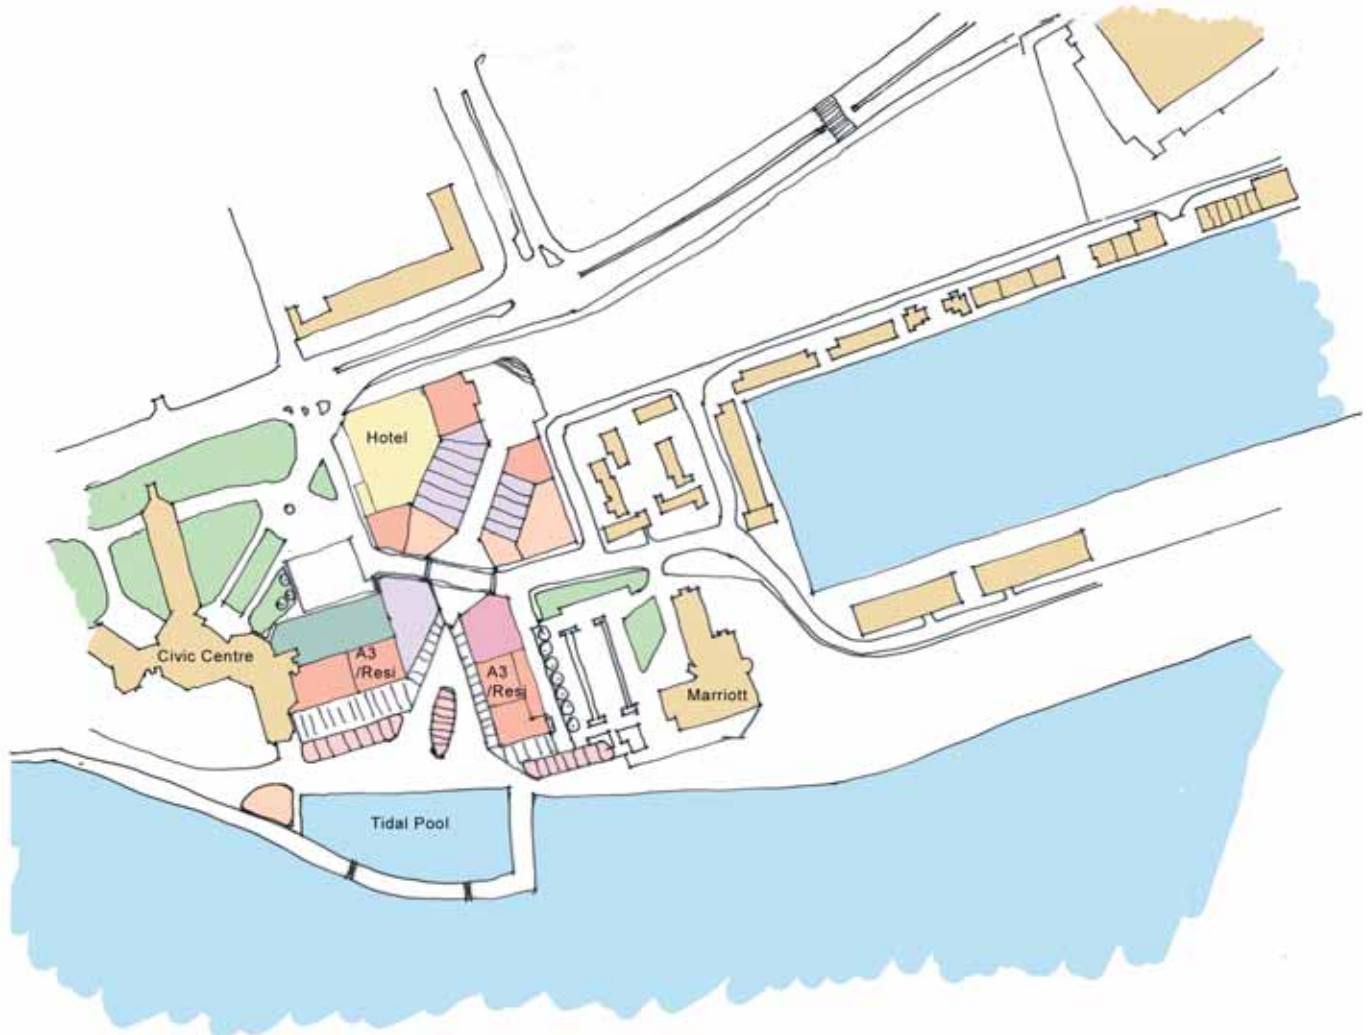 Hotel
Civic Centre
A3
/Resi
A3
/Resi
Marriott
Tidal Pool